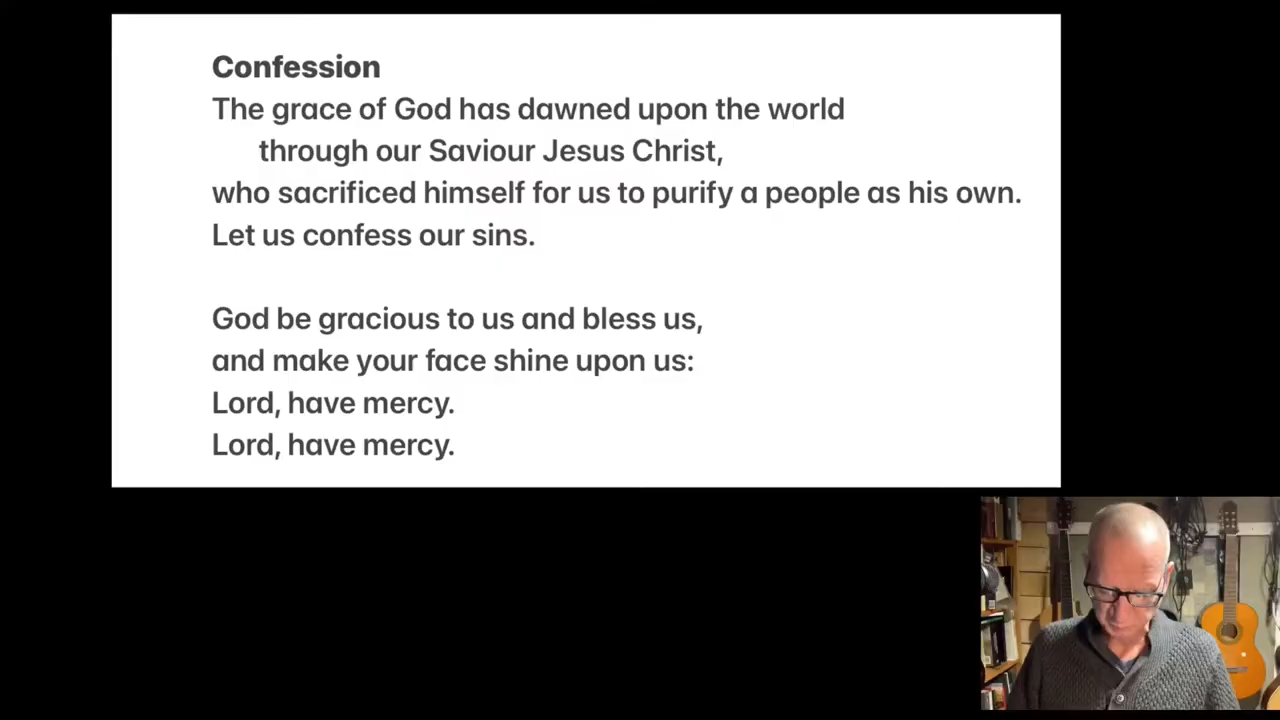 Confession
The grace of God has dawned upon the world
through our Saviour Jesus Christ,
who sacrificed himself for us to purify a people as his own.
Let us confess our sins.
God be gracious to us and bless us,
and make your face shine upon us:
Lord, have mercy.
Lord, have mercy.